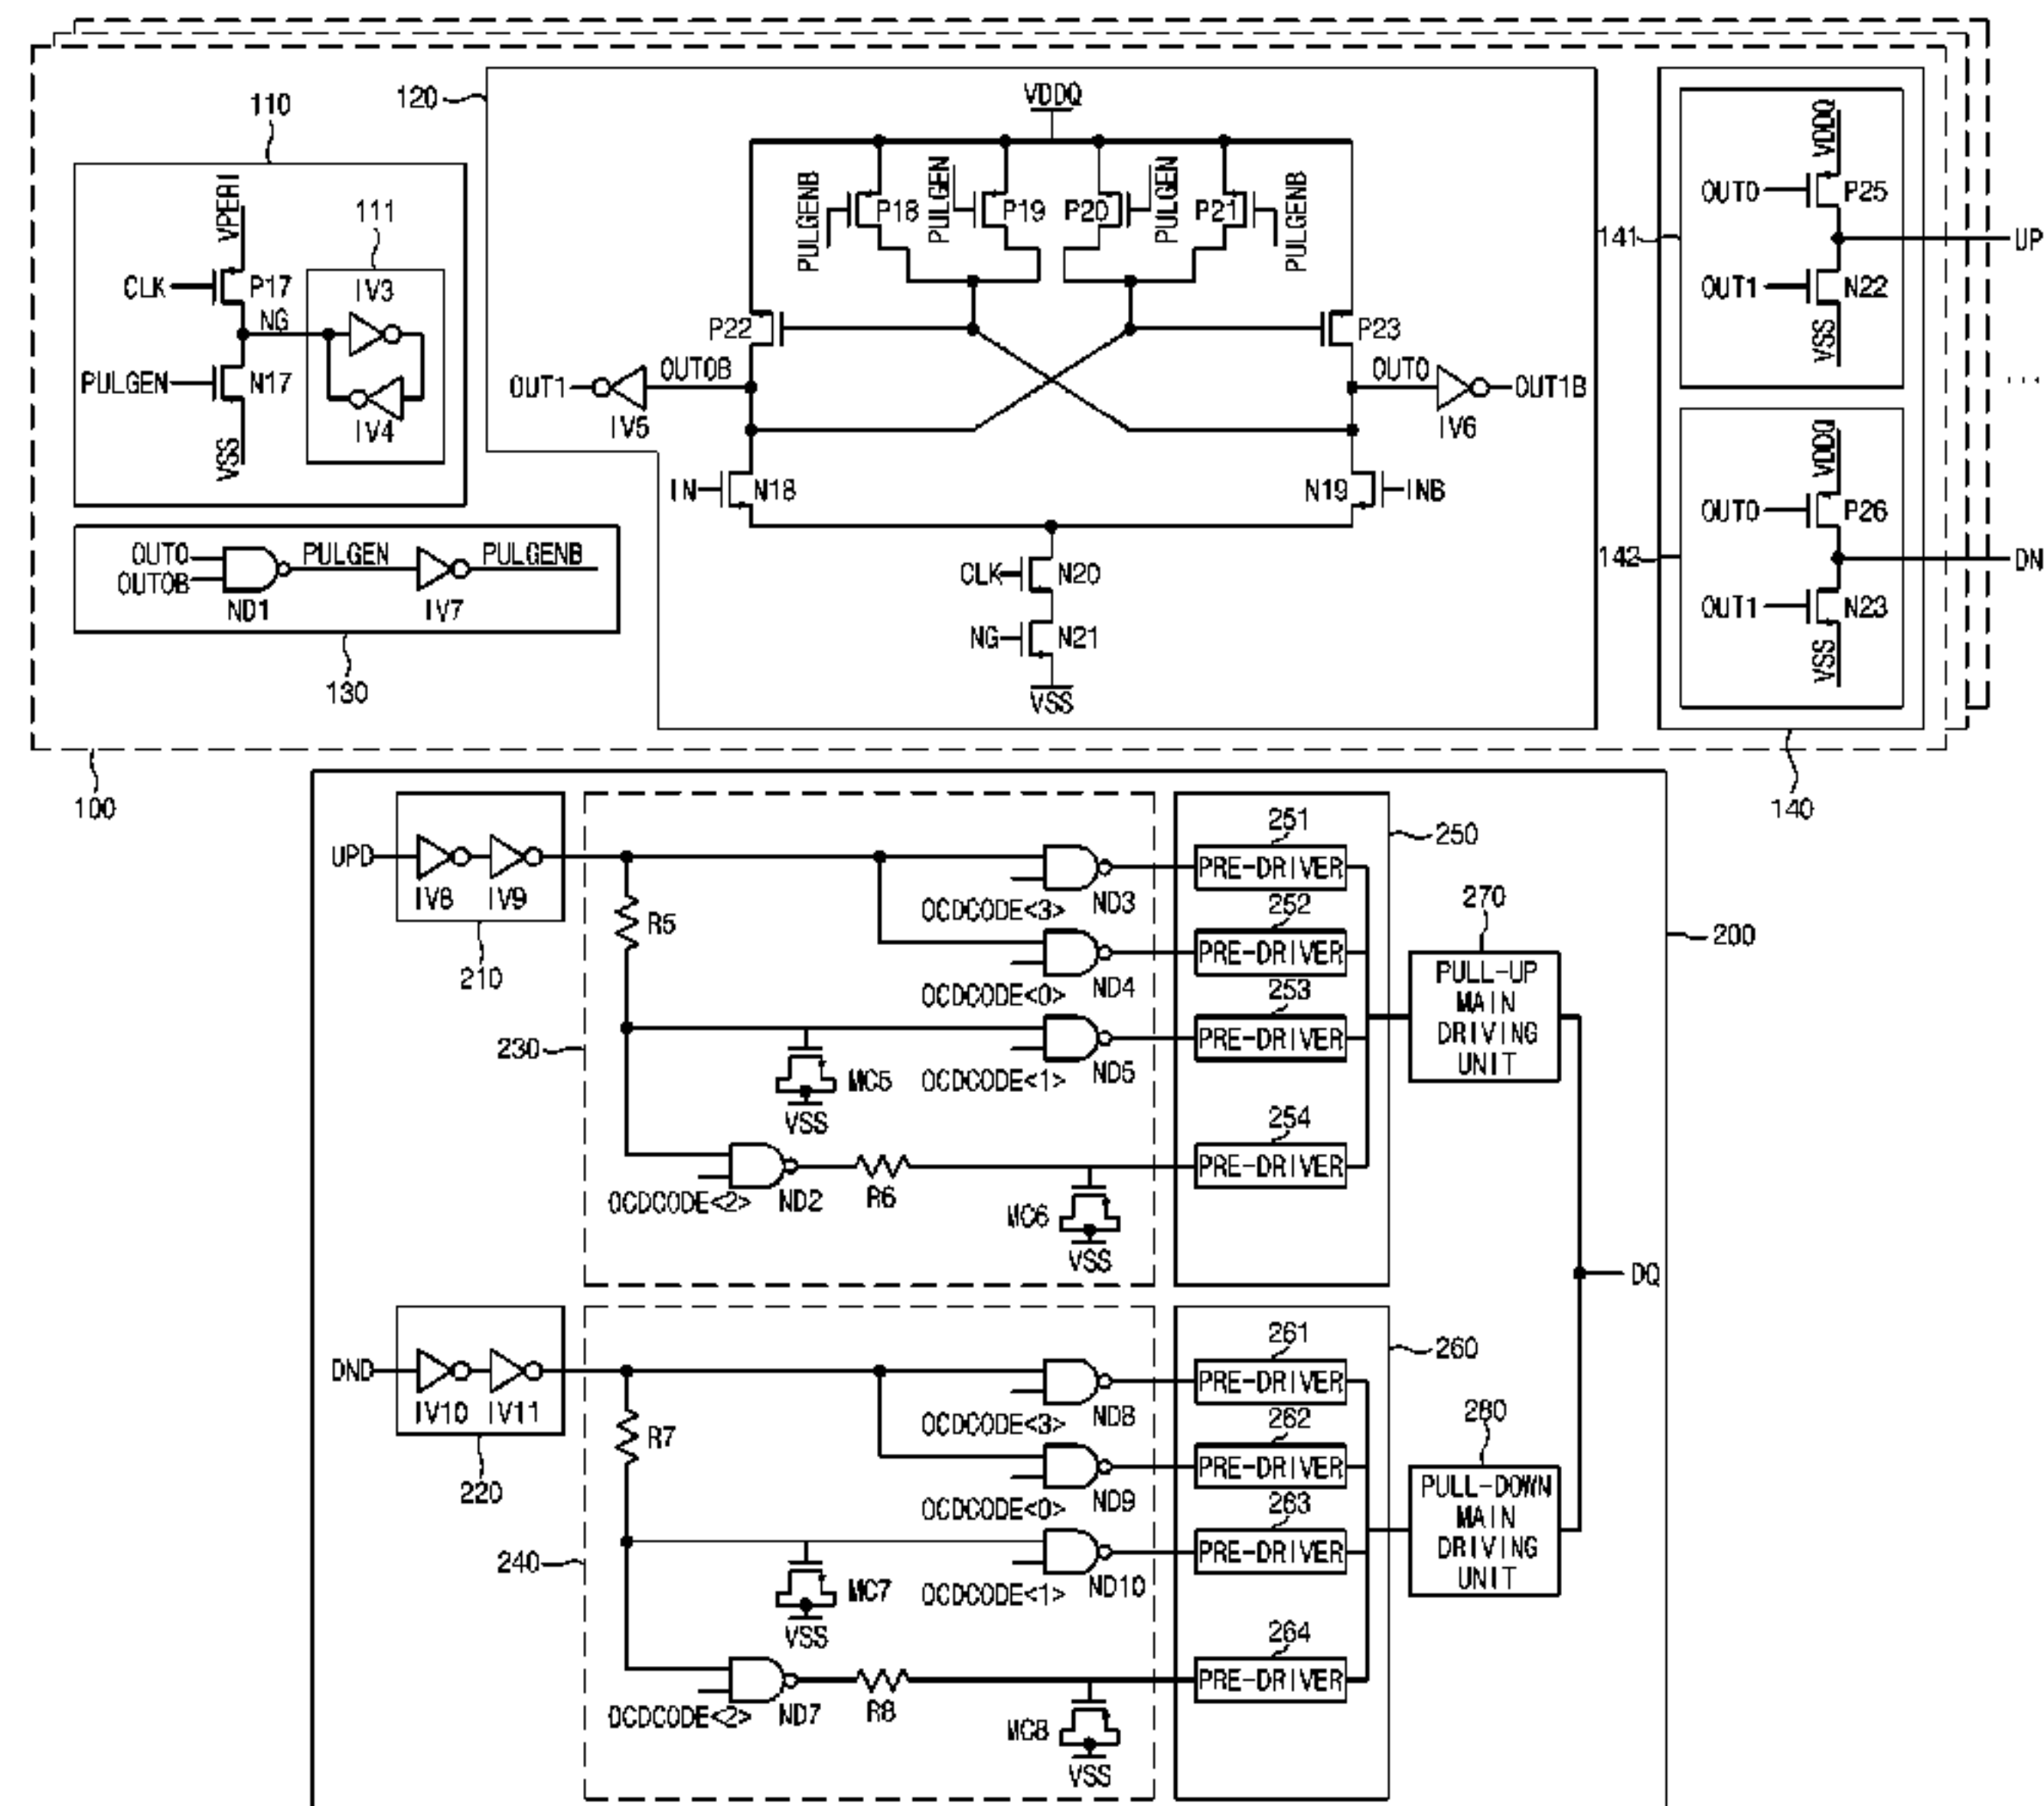 100
110
VPERI
CLK
P17
NG
PULGEN
N17
VSS
111
IV3
IV4
120
VDDQ
PULGENB
P18
PULGEN
P19
P20
PULGEN
P21
PULGENB
P22
P23
OUT1
IV5
OUT0B
OUT0
IV6
OUT1B
IN
N18
N19
INB
CLK
N20
NG
N21
VSS
OUT0
OUT0B
ND1
PULGEN
IV7
PULGENB
130
140
141
VDDQ
OUT0
P25
OUT1
N22
VSS
UP
...
142
VDDQ
OUT0
P26
OUT1
N23
VSS
DN
200
UPD
IV8
IV9
210
230
R5
OCDCODE<3>
ND3
OCDCODE<0>
ND4
OCDCODE<1>
ND5
MC5
VSS
OCDCODE<2>
ND2
R6
MC6
VSS
250
251
PRE-DRIVER
252
PRE-DRIVER
253
PRE-DRIVER
254
PRE-DRIVER
270
PULL-UP
MAIN
DRIVING
UNIT
DQ
DND
IV10
IV11
220
240
R7
OCDCODE<3>
ND8
OCDCODE<0>
ND9
OCDCODE<1>
ND10
MC7
VSS
OCDCODE<2>
ND7
R8
MC8
VSS
260
261
PRE-DRIVER
262
PRE-DRIVER
263
PRE-DRIVER
264
PRE-DRIVER
280
PULL-DOWN
MAIN
DRIVING
UNIT